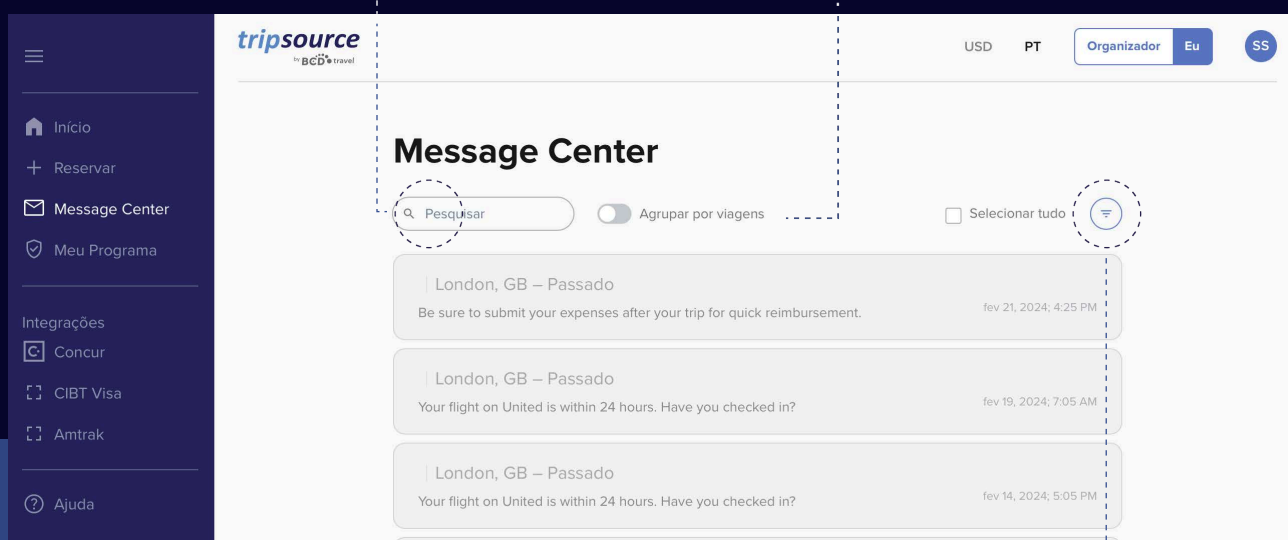 tripsource
by BCD travel
USD PT Organizador Eu SS
Início
Reservar
Message Center
Meu Programa
Integrações
Concur
CIBT Visa
Amtrak
Ajuda
Message Center
Pesquisar Agrupar por viagens Selecionar tudo
London, GB – Passado
Be sure to submit your expenses after your trip for quick reimbursement. fev 21, 2024; 4:25 PM
London, GB – Passado
Your flight on United is within 24 hours. Have you checked in? fev 19, 2024; 7:05 AM
London, GB – Passado
Your flight on United is within 24 hours. Have you checked in? fev 14, 2024; 5:05 PM